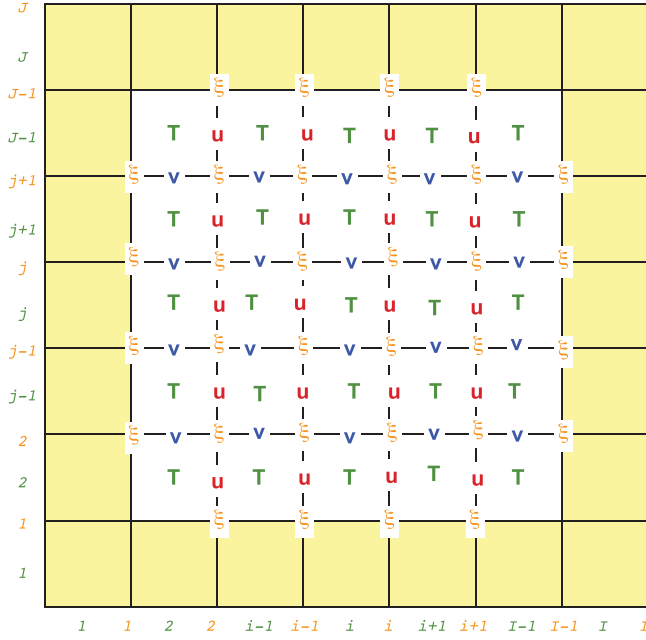 J
J
J-1 ξ ξ ξ ξ
J-1 T u T u T u T u T
j+1 ξ v ξ v ξ v ξ v ξ v ξ
j+1 T u T u T u T u T
j ξ v ξ v ξ v ξ v ξ v ξ
j T u T u T u T u T
j-1 ξ v ξ v ξ v ξ v ξ v ξ
j-1 T u T u T u T u T
2 ξ v ξ v ξ v ξ v ξ v ξ
2 T u T u T u T u T
1 ξ ξ ξ ξ
1
1 1 2 2 i-1 i-1 i i i+1 i+1 I-1 I-1 I